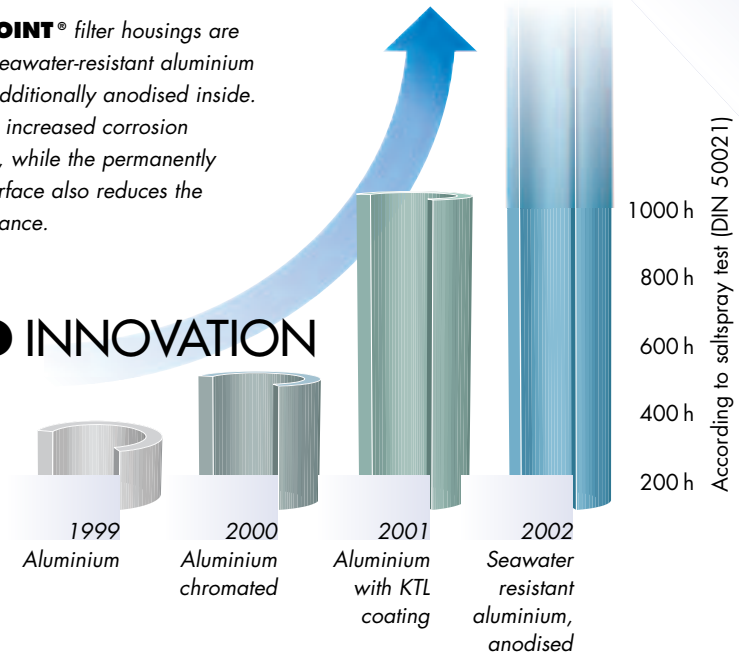 OINT® filter housings are
eawater-resistant aluminium
dditionally anodised inside.
increased corrosion
, while the permanently
rface also reduces the
ance.
INNOVATION
1000 h
800 h
600 h
400 h
200 h
According to saltspray test (DIN 50021)
1999
Aluminium
2000
Aluminium
chromated
2001
Aluminium
with KTL
coating
2002
Seawater
resistant
aluminium,
anodised